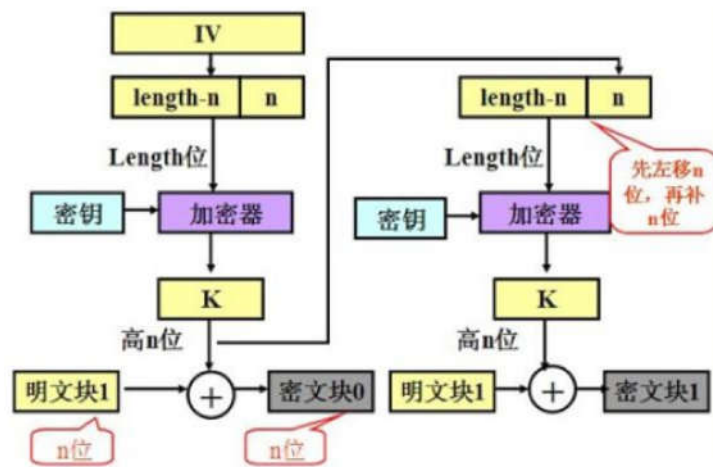 IV
length-n n
Length位
密钥
加密器
K
高n位
明文块1
密文块0
n位
n位
length-n n
先左移n
位，再补
n位
Length位
密钥
加密器
K
高n位
明文块1
密文块1